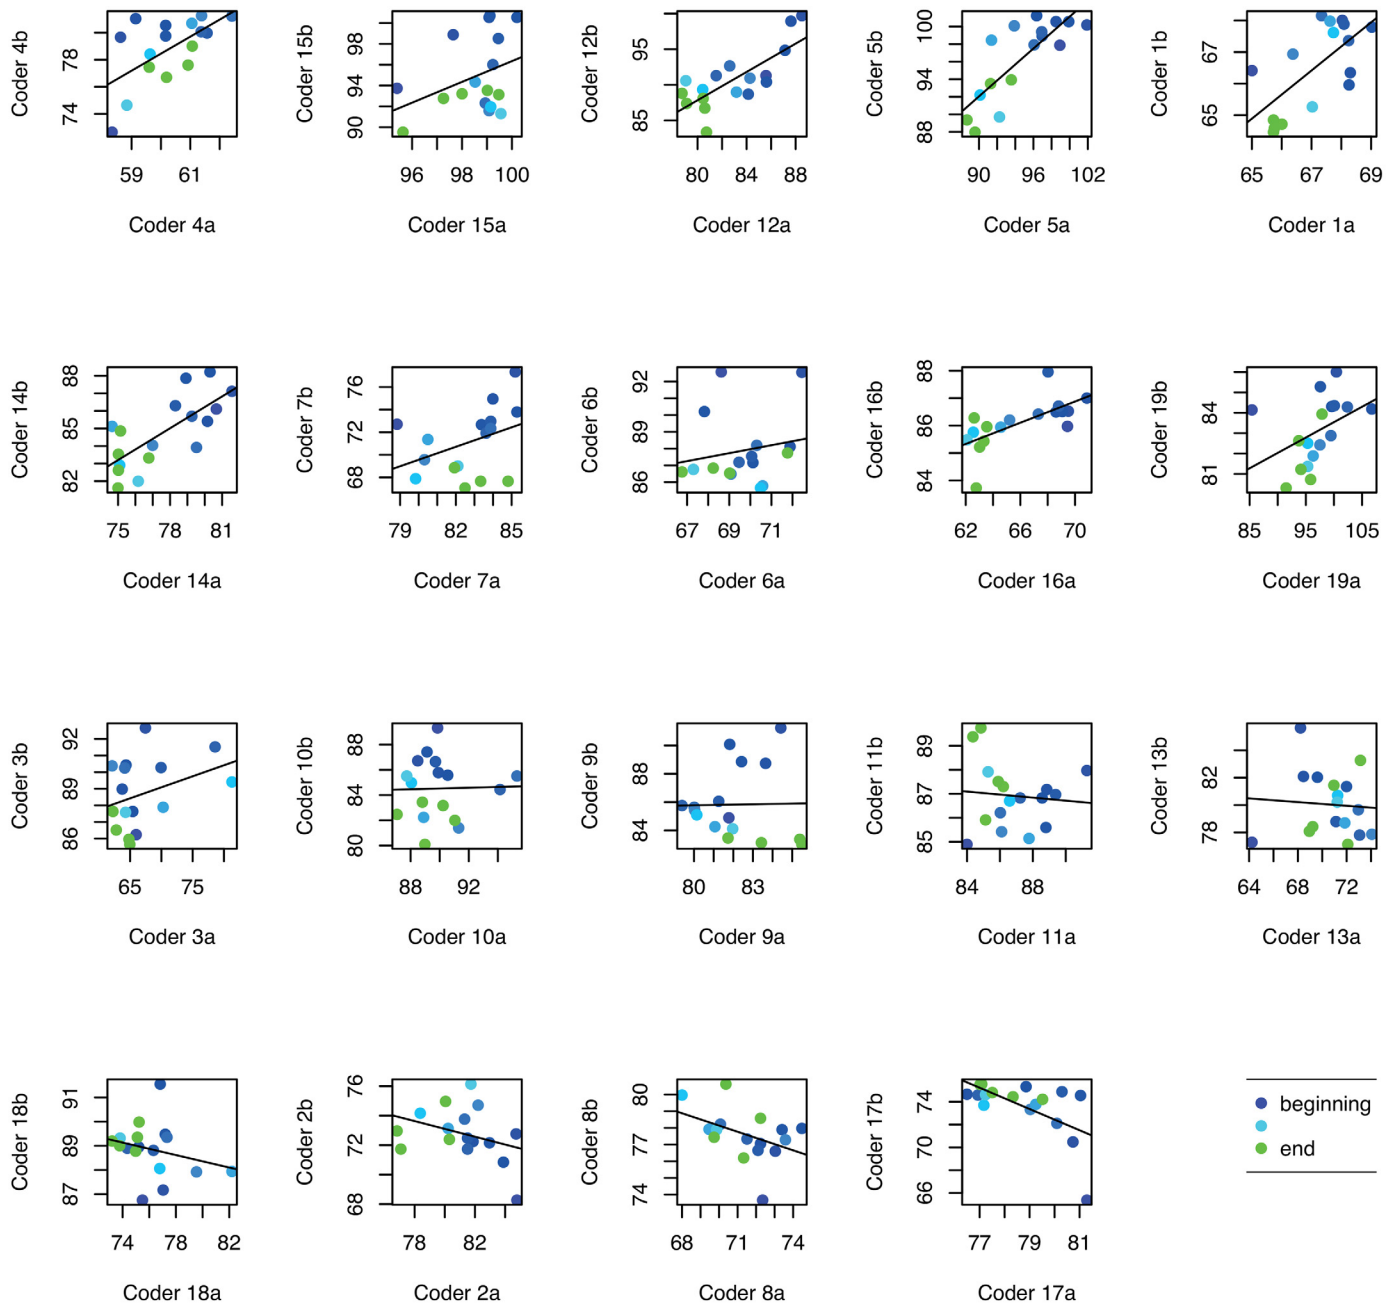 Coder 4b
78
74
59 61
Coder 4a
Coder 15b
98
94
90
96 98 100
Coder 15a
Coder 12b
95
85
80 84 88
Coder 12a
Coder 5b
100
94
88
90 96 102
Coder 5a
Coder 1b
67
65
65 67 69
Coder 1a
Coder 14b
88
85
82
75 78 81
Coder 14a
Coder 7b
76
72
68
79 82 85
Coder 7a
Coder 6b
92
89
86
67 69 71
Coder 6a
Coder 16b
88
86
84
62 66 70
Coder 16a
Coder 19b
84
81
85 95 105
Coder 19a
Coder 3b
92
89
86
65 75
Coder 3a
Coder 10b
88
84
80
88 92
Coder 10a
Coder 9b
88
84
80 83
Coder 9a
Coder 11b
89
87
85
84 88
Coder 11a
Coder 13b
82
78
64 68 72
Coder 13a
Coder 18b
91
89
87
74 78 82
Coder 18a
Coder 2b
76
72
68
78 82
Coder 2a
Coder 8b
80
77
74
68 71 74
Coder 8a
Coder 17b
74
70
66
77 79 81
Coder 17a
beginning
end